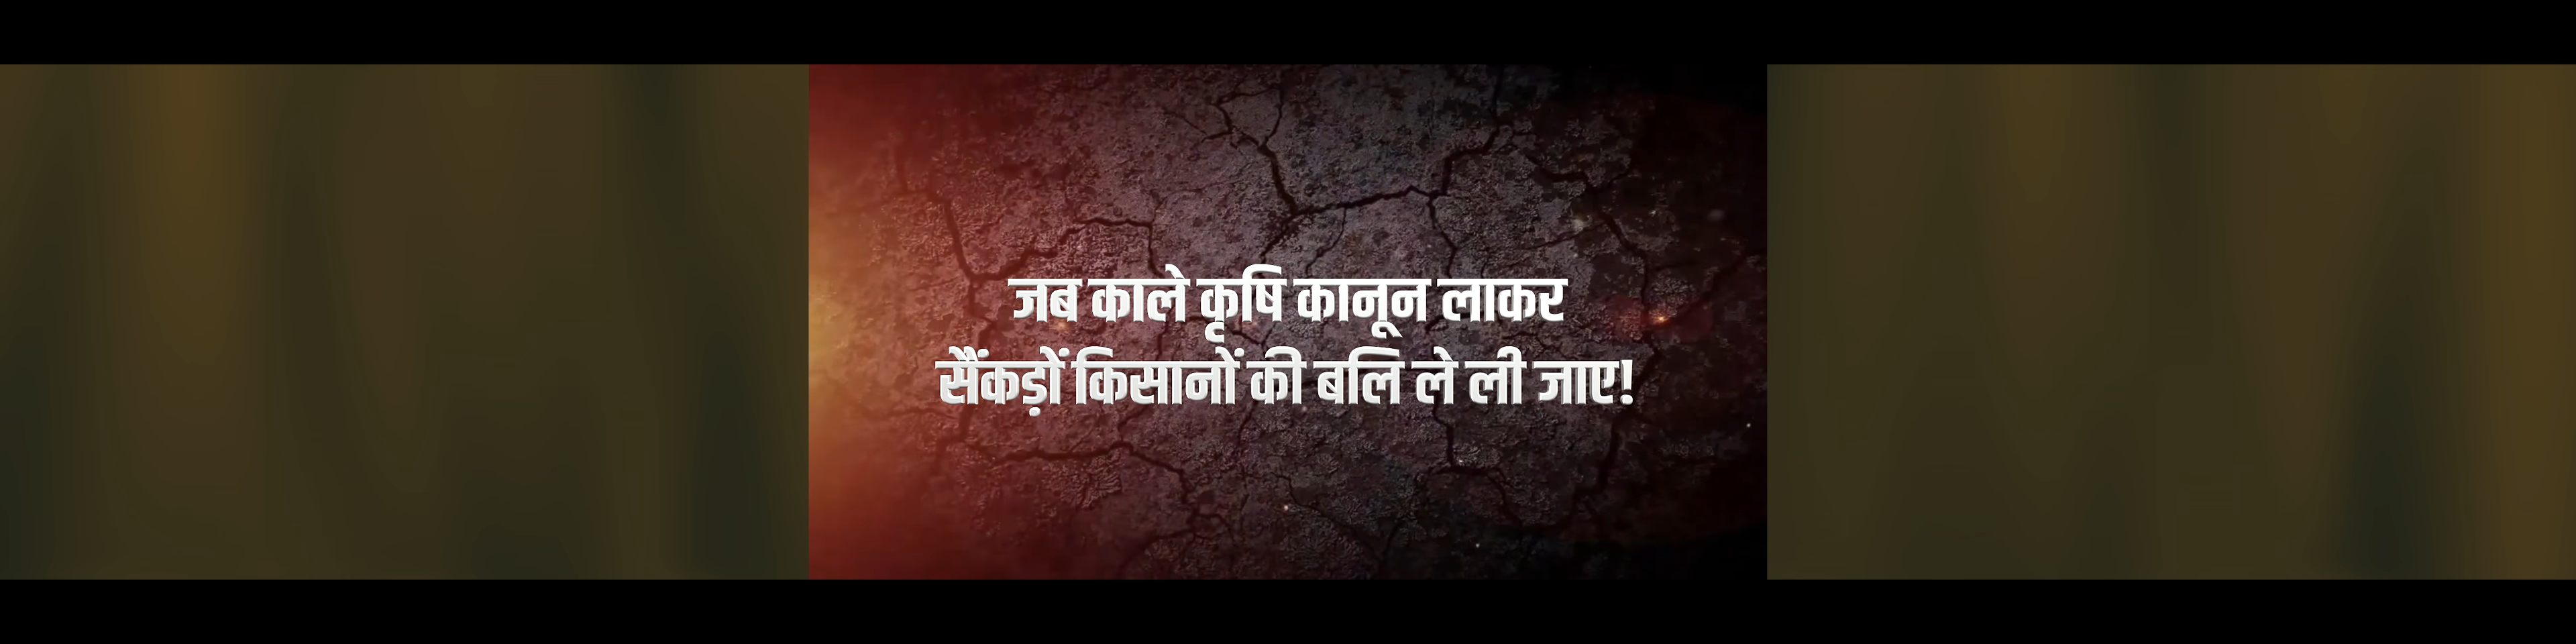 जब काले कृषि कानून लाकर
सैंकड़ों किसानों की बलि ले ली जाए!